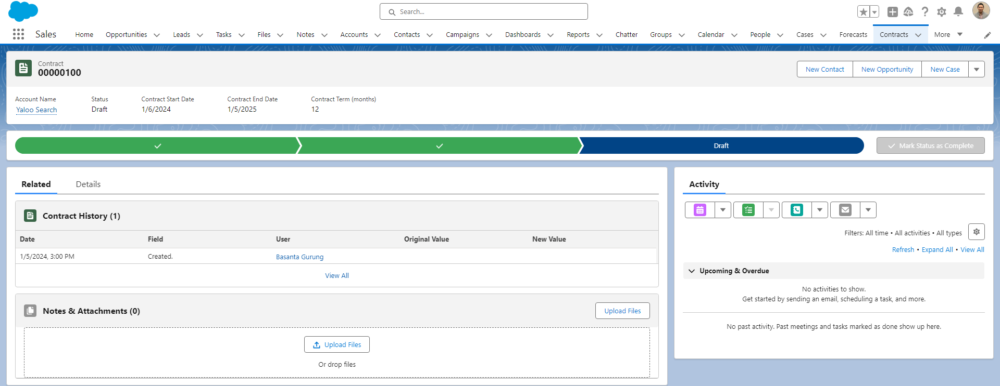 Search...
Sales
Home
Opportunities
Leads
Tasks
Files
Notes
Accounts
Contacts
Campaigns
Dashboards
Reports
Chatter
Groups
Calendar
People
Cases
Forecasts
Contracts
More
Contract
00000100
New Contact
New Opportunity
New Case
Account Name
Yaloo Search
Status
Draft
Contract Start Date
1/6/2024
Contract End Date
1/5/2025
Contract Term (months)
12
Draft
Mark Status as Complete
Related
Details
Contract History (1)
Date Field User Original Value New Value
1/5/2024, 3:00 PM Created. Basanta Gurung
View All
Notes & Attachments (0)
Upload Files
Upload Files
Or drop files
Activity
Filters: All time • All activities • All types
Refresh • Expand All • View All
Upcoming & Overdue
No activities to show.
Get started by sending an email, scheduling a task, and more.
No past activity. Past meetings and tasks marked as done show up here.